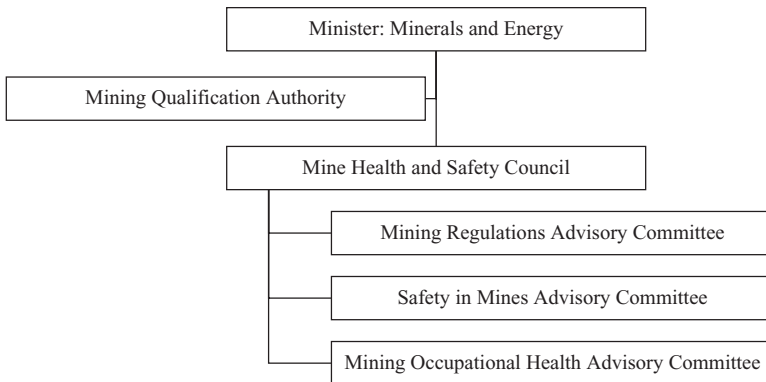 Minister: Minerals and Energy
Mining Qualification Authority
Mine Health and Safety Council
Mining Regulations Advisory Committee
Safety in Mines Advisory Committee
Mining Occupational Health Advisory Committee